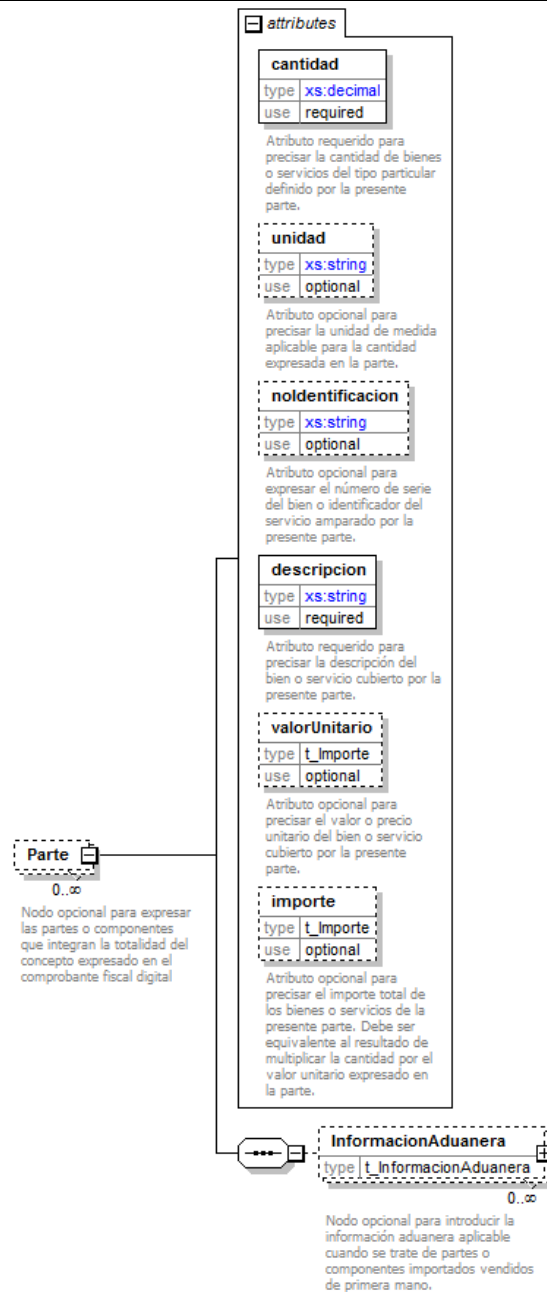 attributes
cantidad
type xs:decimal
use required
Atributo requerido para
precisar la cantidad de bienes
o servicios del tipo particular
definido por la presente
parte.
unidad
type xs:string
use optional
Atributo opcional para
precisar la unidad de medida
aplicable para la cantidad
expresada en la parte.
noIdentificacion
type xs:string
use optional
Atributo opcional para
expresar el número de serie
del bien o identificador del
servicio amparado por la
presente parte.
descripcion
type xs:string
use required
Atributo requerido para
precisar la descripción del
bien o servicio cubierto por la
presente parte.
valorUnitario
type t_Importe
use optional
Atributo opcional para
precisar el valor o precio
unitario del bien o servicio
cubierto por la presente
parte.
importe
type t_Importe
use optional
Atributo opcional para
precisar el importe total de
los bienes o servicios de la
presente parte. Debe ser
equivalente al resultado de
multiplicar la cantidad por el
valor unitario expresado en
la parte.
Parte
0..∞
Nodo opcional para expresar
las partes o componentes
que integran la totalidad del
concepto expresado en el
comprobante fiscal digital
InformacionAduanera
type t_InformacionAduanera
0..∞
Nodo opcional para introducir la
información aduanera aplicable
cuando se trate de partes o
componentes importados vendidos
de primera mano.